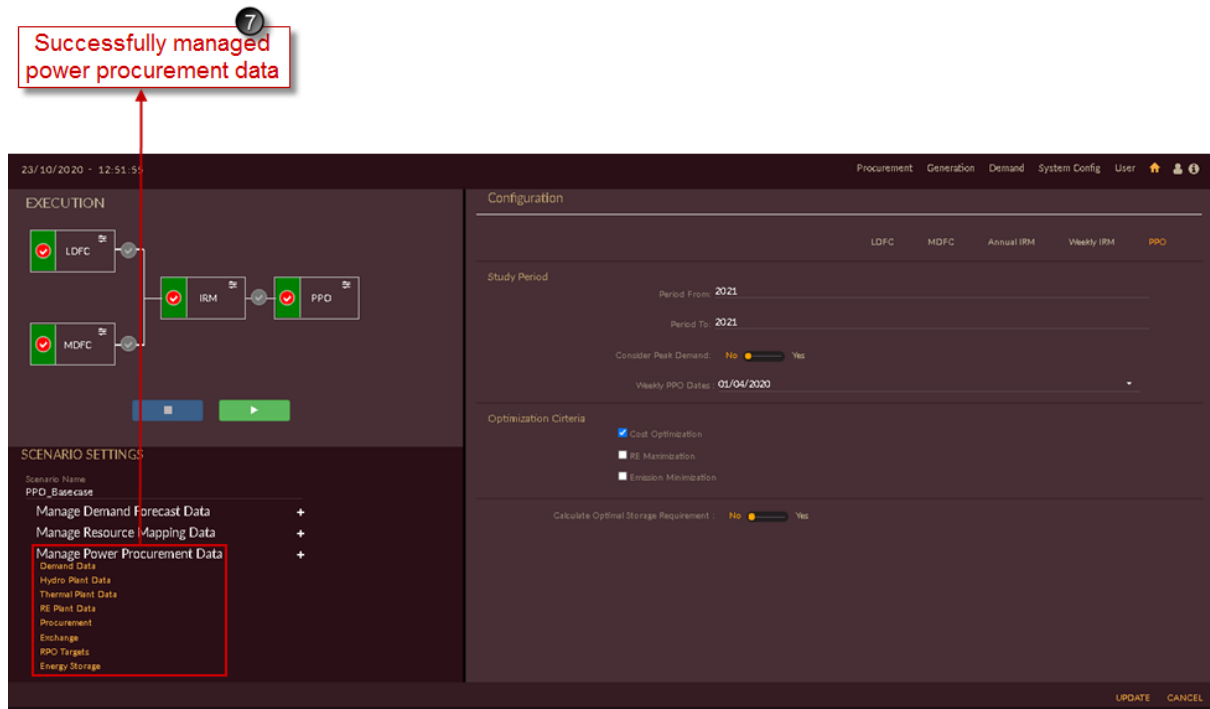 7
Successfully managed
power procurement data
23/10/2020 - 12:51:55
Procurement Generation Demand System Config User
EXECUTION
LDFC
IRM
PPO
MDFC
SCENARIO SETTINGS
Scenario Name
PPO_Basecase
Manage Demand Forecast Data +
Manage Resource Mapping Data +
Manage Power Procurement Data +
Demand Data
Hydro Plant Data
Thermal Plant Data
RE Plant Data
Procurement
Exchange
RPO Targets
Energy Storage
Configuration
LDFC MDFC Annual IRM Weekly IRM PPO
Study Period
Period From: 2021
Period To: 2021
Consider Peak Demand: No Yes
Weekly PPO Dates : 01/04/2020
Optimization Cirteria
Cost Optimization
RE Maximization
Emission Minimization
Calculate Optimal Storage Requirement : No Yes
UPDATE CANCEL